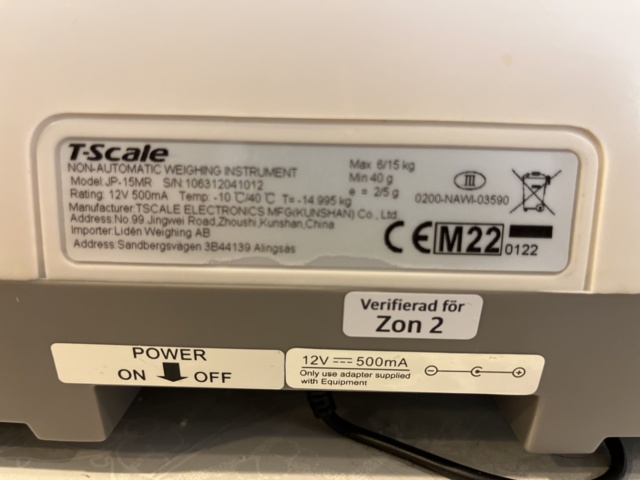 T-Scale
NON-AUTOMATIC WEIGHING INSTRUMENT
Model: JP-15MR S/N 106312041012
Rating: 12V 500mA Temp -10℃/40℃ T= -14.995 kg
Manufacturer TSCALE ELECTRONICS MFG(KUNSHAN) Co., Ltd.
Address: No.99 Jingwei Road,Zhoushi,Kunshan,China
Importer: Lidén Weighing AB
Address: Sandbergsvägen 3B44139 Alingsås
Max 6/15 kg
Min 40 g
e = 2/5g
III
0200-NAWI-03590
CE M22 0122
Verifierad för
Zon 2
POWER
ON OFF
12V 500mA
Only use adapter supplied
with Equipment